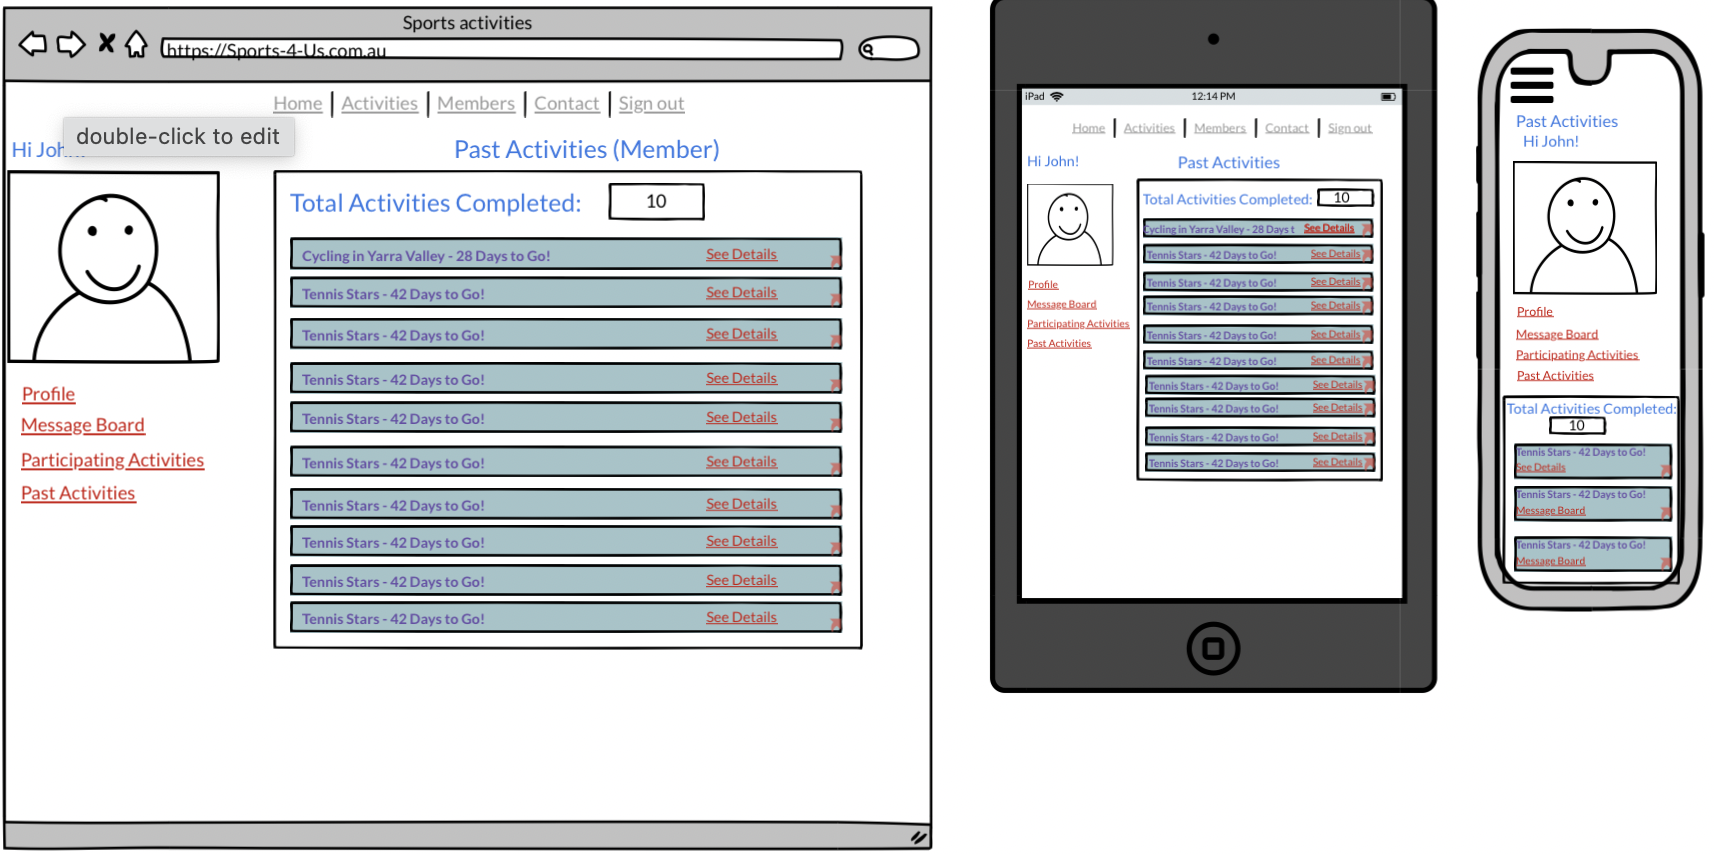 Sports activities
https://Sports-4-Us.com.au
Home | Activities | Members | Contact | Sign out
double-click to edit
Hi John!
Past Activities (Member)
Total Activities Completed: 10
Cycling in Yarra Valley - 28 Days to Go! See Details
Tennis Stars - 42 Days to Go! See Details
Tennis Stars - 42 Days to Go! See Details
Tennis Stars - 42 Days to Go! See Details
Tennis Stars - 42 Days to Go! See Details
Tennis Stars - 42 Days to Go! See Details
Tennis Stars - 42 Days to Go! See Details
Tennis Stars - 42 Days to Go! See Details
Tennis Stars - 42 Days to Go! See Details
Tennis Stars - 42 Days to Go! See Details
Profile
Message Board
Participating Activities
Past Activities
iPad 12:14 PM
Home | Activities | Members | Contact | Sign out
Hi John!
Past Activities
Total Activities Completed: 10
Cycling in Yarra Valley - 28 Days t See Details
Tennis Stars - 42 Days to Go! See Details
Tennis Stars - 42 Days to Go! See Details
Tennis Stars - 42 Days to Go! See Details
Tennis Stars - 42 Days to Go! See Details
Tennis Stars - 42 Days to Go! See Details
Tennis Stars - 42 Days to Go! See Details
Tennis Stars - 42 Days to Go! See Details
Tennis Stars - 42 Days to Go! See Details
Tennis Stars - 42 Days to Go! See Details
Profile
Message Board
Participating Activities
Past Activities
Past Activities
Hi John!
Profile
Message Board
Participating Activities
Past Activities
Total Activities Completed:
10
Tennis Stars - 42 Days to Go!
See Details
Tennis Stars - 42 Days to Go!
Message Board
Tennis Stars - 42 Days to Go!
Message Board